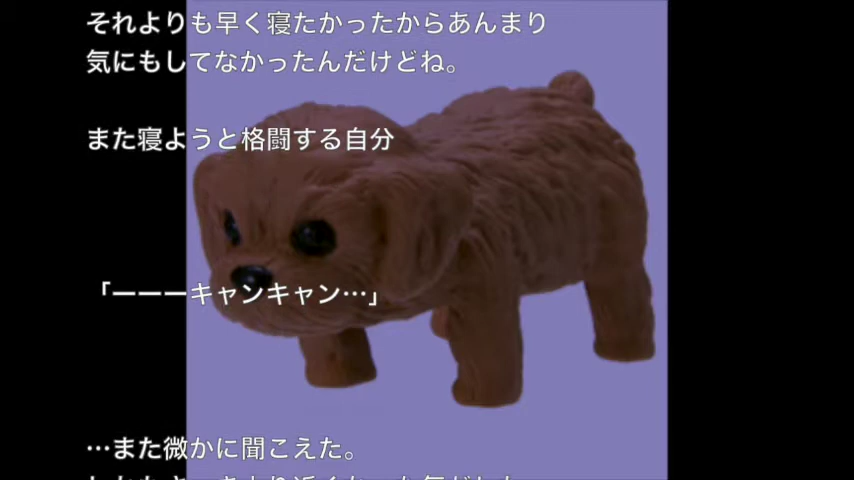 それよりも早く寝たかったからあんまり
気にもしてなかったんだけどね。
また寝ようと格闘する自分
「ーーーキャンキャン…」
…また微かに聞こえた。